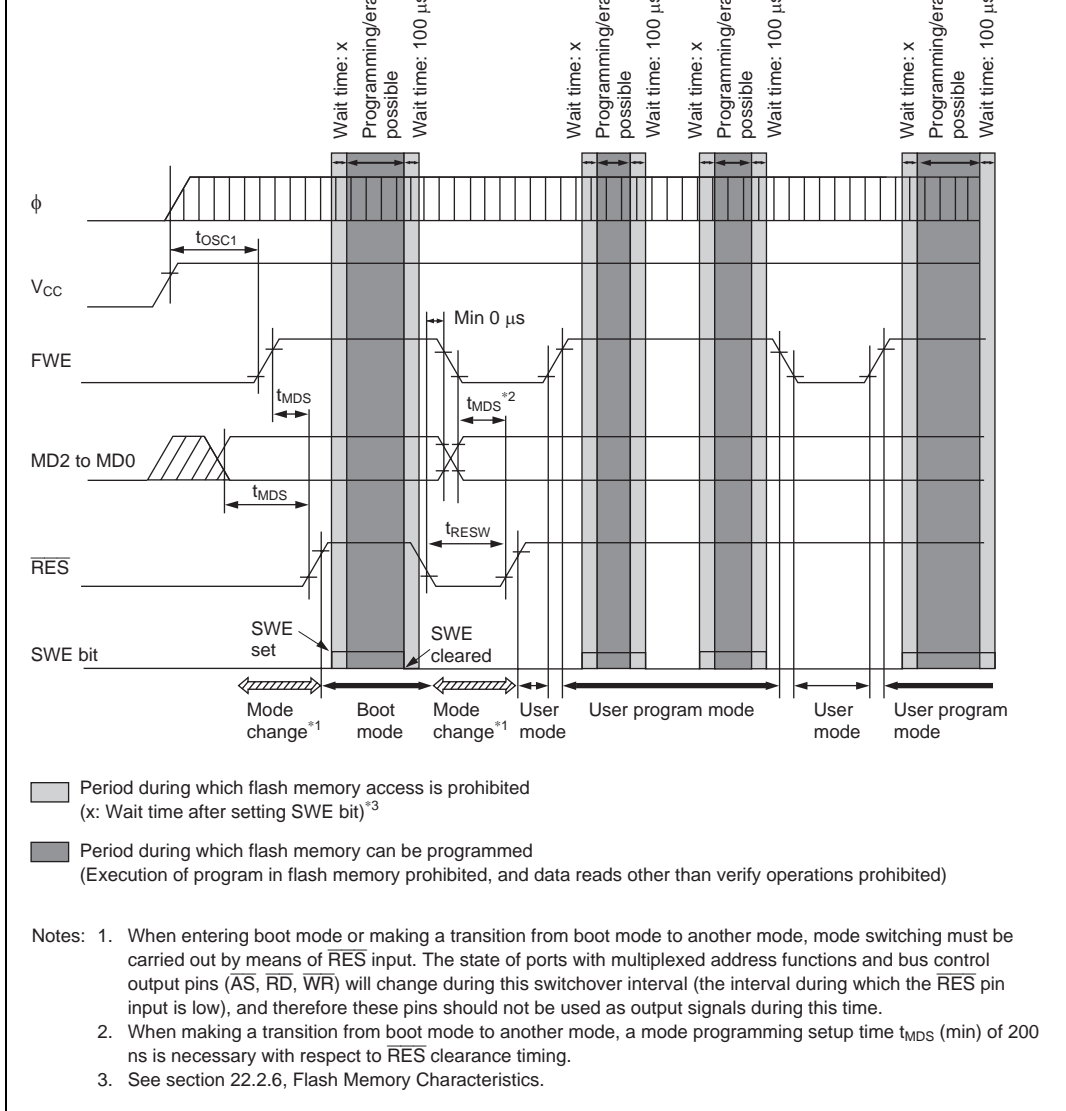 Wait time: x
Programming/era
possible
Wait time: 100 μs
Wait time: x
Programming/era
possible
Wait time: 100 μs
Wait time: x
Programming/era
possible
Wait time: 100 μs
Wait time: x
Programming/era
possible
Wait time: 100 μs
φ
tOSC1
VCC
Min 0 μs
FWE
tMDS
tMDS*2
MD2 to MD0
tMDS
tRESW
RES
SWE
set
SWE
cleared
SWE bit
Mode
change*1
Boot
mode
Mode
change*1
User
mode
User program mode
User
mode
User program
mode
Period during which flash memory access is prohibited
(x: Wait time after setting SWE bit)*3
Period during which flash memory can be programmed
(Execution of program in flash memory prohibited, and data reads other than verify operations prohibited)
Notes: 1. When entering boot mode or making a transition from boot mode to another mode, mode switching must be
carried out by means of RES input. The state of ports with multiplexed address functions and bus control
output pins (AS, RD, WR) will change during this switchover interval (the interval during which the RES pin
input is low), and therefore these pins should not be used as output signals during this time.
2. When making a transition from boot mode to another mode, a mode programming setup time tMDS (min) of 200
ns is necessary with respect to RES clearance timing.
3. See section 22.2.6, Flash Memory Characteristics.